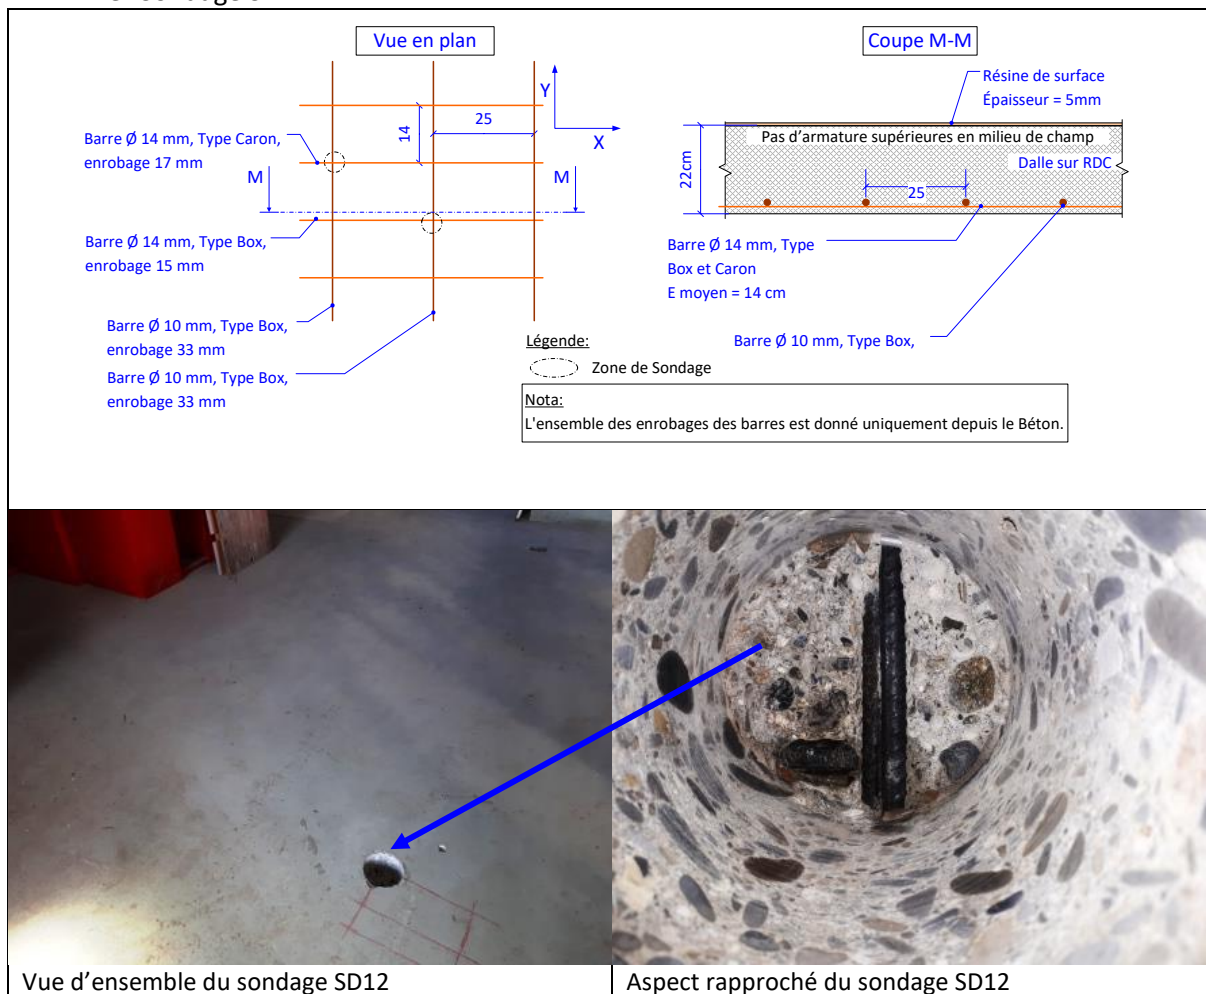 Vue en plan
Coupe M-M
Y
X
14
25
Barre Ø 14 mm, Type Caron,
enrobage 17 mm
M
M
Barre Ø 14 mm, Type Box,
enrobage 15 mm
Barre Ø 10 mm, Type Box,
enrobage 33 mm
Barre Ø 10 mm, Type Box,
enrobage 33 mm
Résine de surface
Épaisseur = 5mm
Pas d’armature supérieures en milieu de champ
Dalle sur RDC
22cm
25
Barre Ø 14 mm, Type
Box et Caron
E moyen = 14 cm
Barre Ø 10 mm, Type Box,
Légende:
Zone de Sondage
Nota:
L'ensemble des enrobages des barres est donné uniquement depuis le Béton.
Vue d’ensemble du sondage SD12
Aspect rapproché du sondage SD12